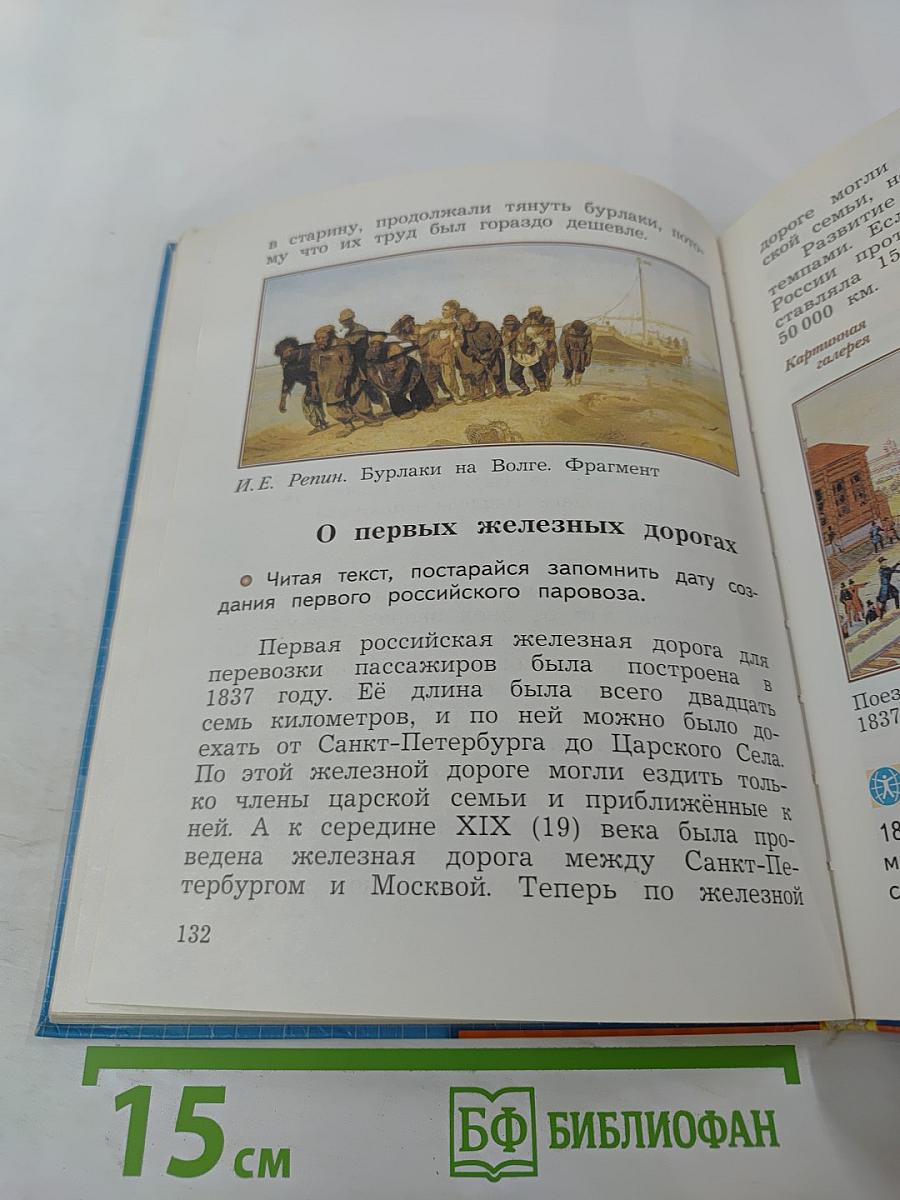 в старину, продолжали тянуть бурлаки, пото-
му что их труд был гораздо дешевле.
И. Е. Репин. Бурлаки на Волге. Фрагмент
О первых железных дорогах
Читая текст, постарайся запомнить дату соз-
дания первого российского паровоза.
Первая российская железная дорога для
перевозки пассажиров была построена в
1837 году. Её длина была всего двадцать
семь километров, и по ней можно было до-
ехать от Санкт-Петербурга до Царского Села.
По этой железной дороге могли ездить толь-
ко члены царской семьи и приближённые к
ней. А к середине XIX (19) века была про-
ведена железная дорога между Санкт-Пе-
тербургом и Москвой. Теперь по железной
132
дороге могли
ской семьи, н
Развитие
темпами. Есл
России прот
ставляла 15
50 000 км.
Картинная
галерея
Поез
1837
18
м
с
15 см
БФ БИБЛИОФАН